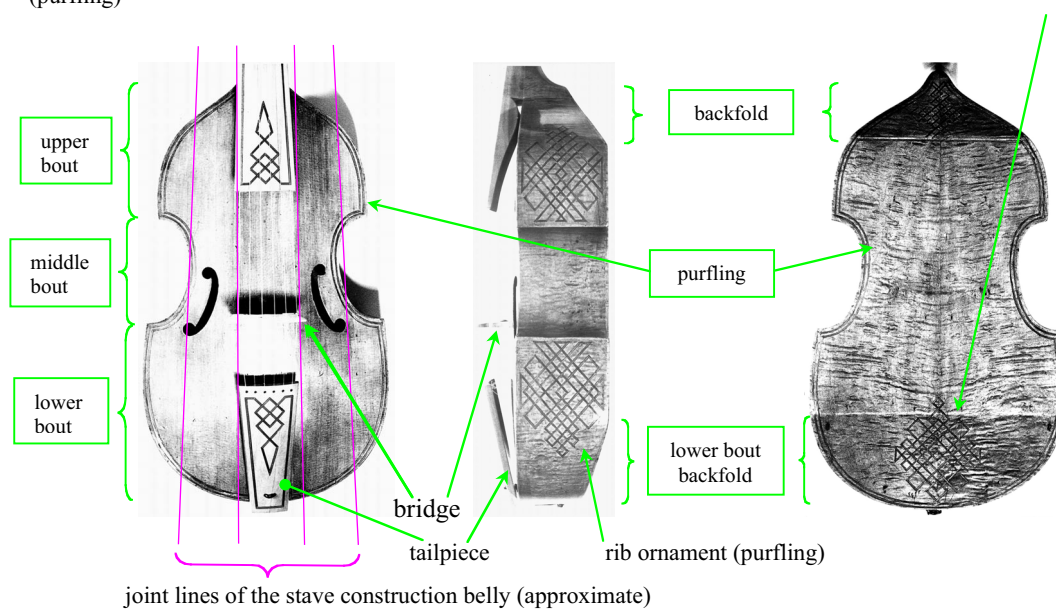 (purfling)
upper
bout
backfold
middle
bout
purfling
lower
bout
lower bout
backfold
bridge
tailpiece
rib ornament (purfling)
joint lines of the stave construction belly (approximate)